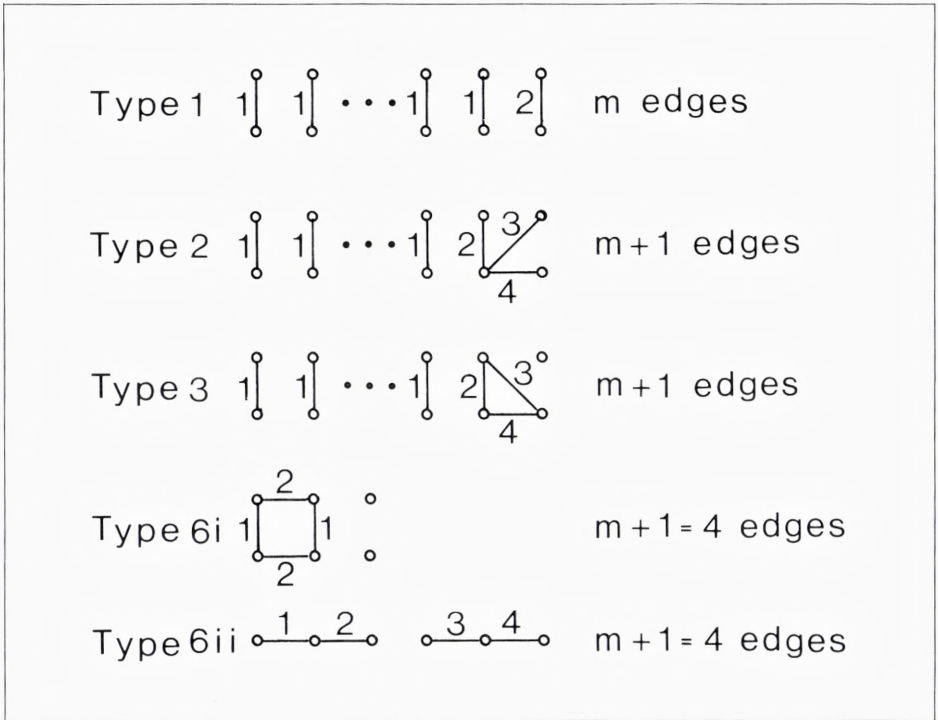 Type 1 1 1 1 1 2 m edges
Type 2 1 1 1 2 3 4 m + 1 edges
Type 3 1 1 1 2 3 4 m + 1 edges
2
Type 6i 1 1 m + 1 = 4 edges
2
Type 6ii 1 2 3 4 m + 1 = 4 edges